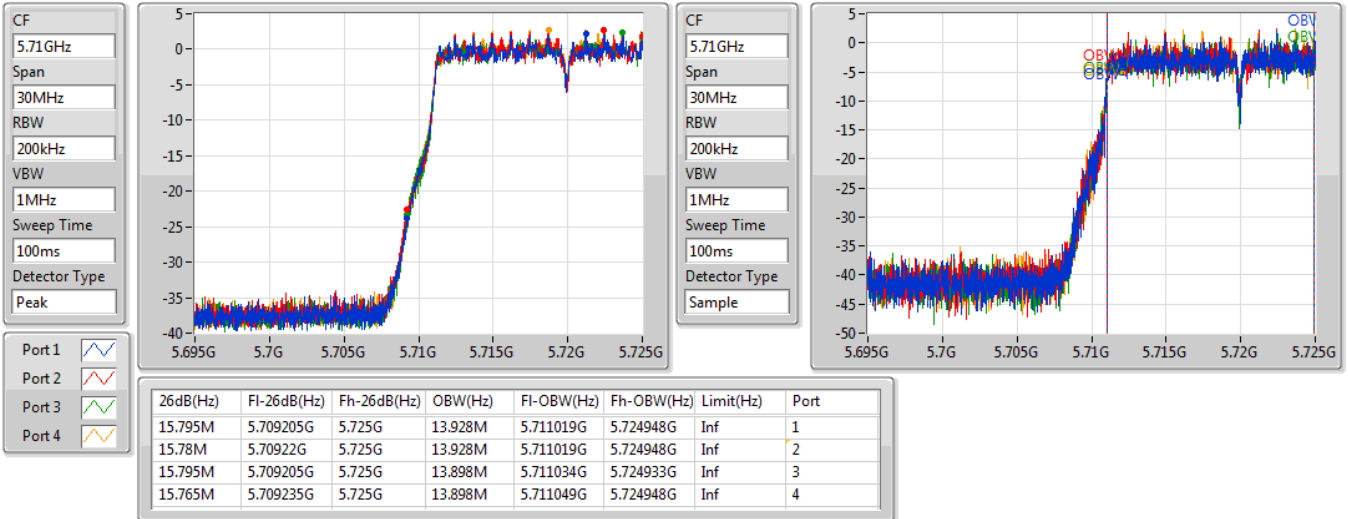 CF
5.71GHz
Span
30MHz
RBW
200kHz
VBW
1MHz
Sweep Time
100ms
Detector Type
Peak
5
0
-5
-10
-15
-20
-25
-30
-35
-40
5.695G 5.7G 5.705G 5.71G 5.715G 5.72G 5.725G
CF
5.71GHz
Span
30MHz
RBW
200kHz
VBW
1MHz
Sweep Time
100ms
Detector Type
Sample
5
0
-5
-10
-15
-20
-25
-30
-35
-40
-45
-50
OBV
OBV
OBW
OBW
OBW
5.695G 5.7G 5.705G 5.71G 5.715G 5.72G 5.725G
Port 1
Port 2
Port 3
Port 4
26dB(Hz) Fl-26dB(Hz) Fh-26dB(Hz) OBW(Hz) Fl-OBW(Hz) Fh-OBW(Hz) Limit(Hz) Port
15.795M 5.709205G 5.725G 13.928M 5.711019G 5.724948G Inf 1
15.78M 5.70922G 5.725G 13.928M 5.711019G 5.724948G Inf 2
15.795M 5.709205G 5.725G 13.898M 5.711034G 5.724933G Inf 3
15.765M 5.709235G 5.725G 13.898M 5.711049G 5.724948G Inf 4